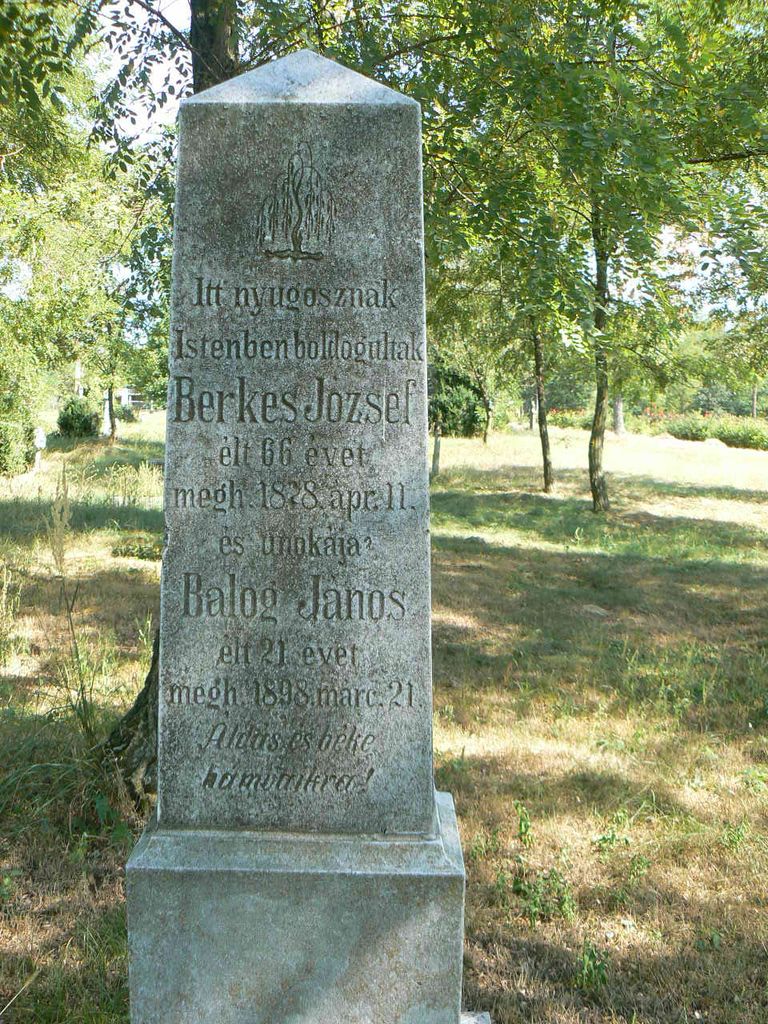 Itt nyugosznak
Istenben boldogultak
Berkes József
élt 66 évet
megh. 1878. apr. 11.
és unokája
Balog János
élt 21 évet
megh. 1898. marc. 21.
Áldás, és béke
hamvaikra!